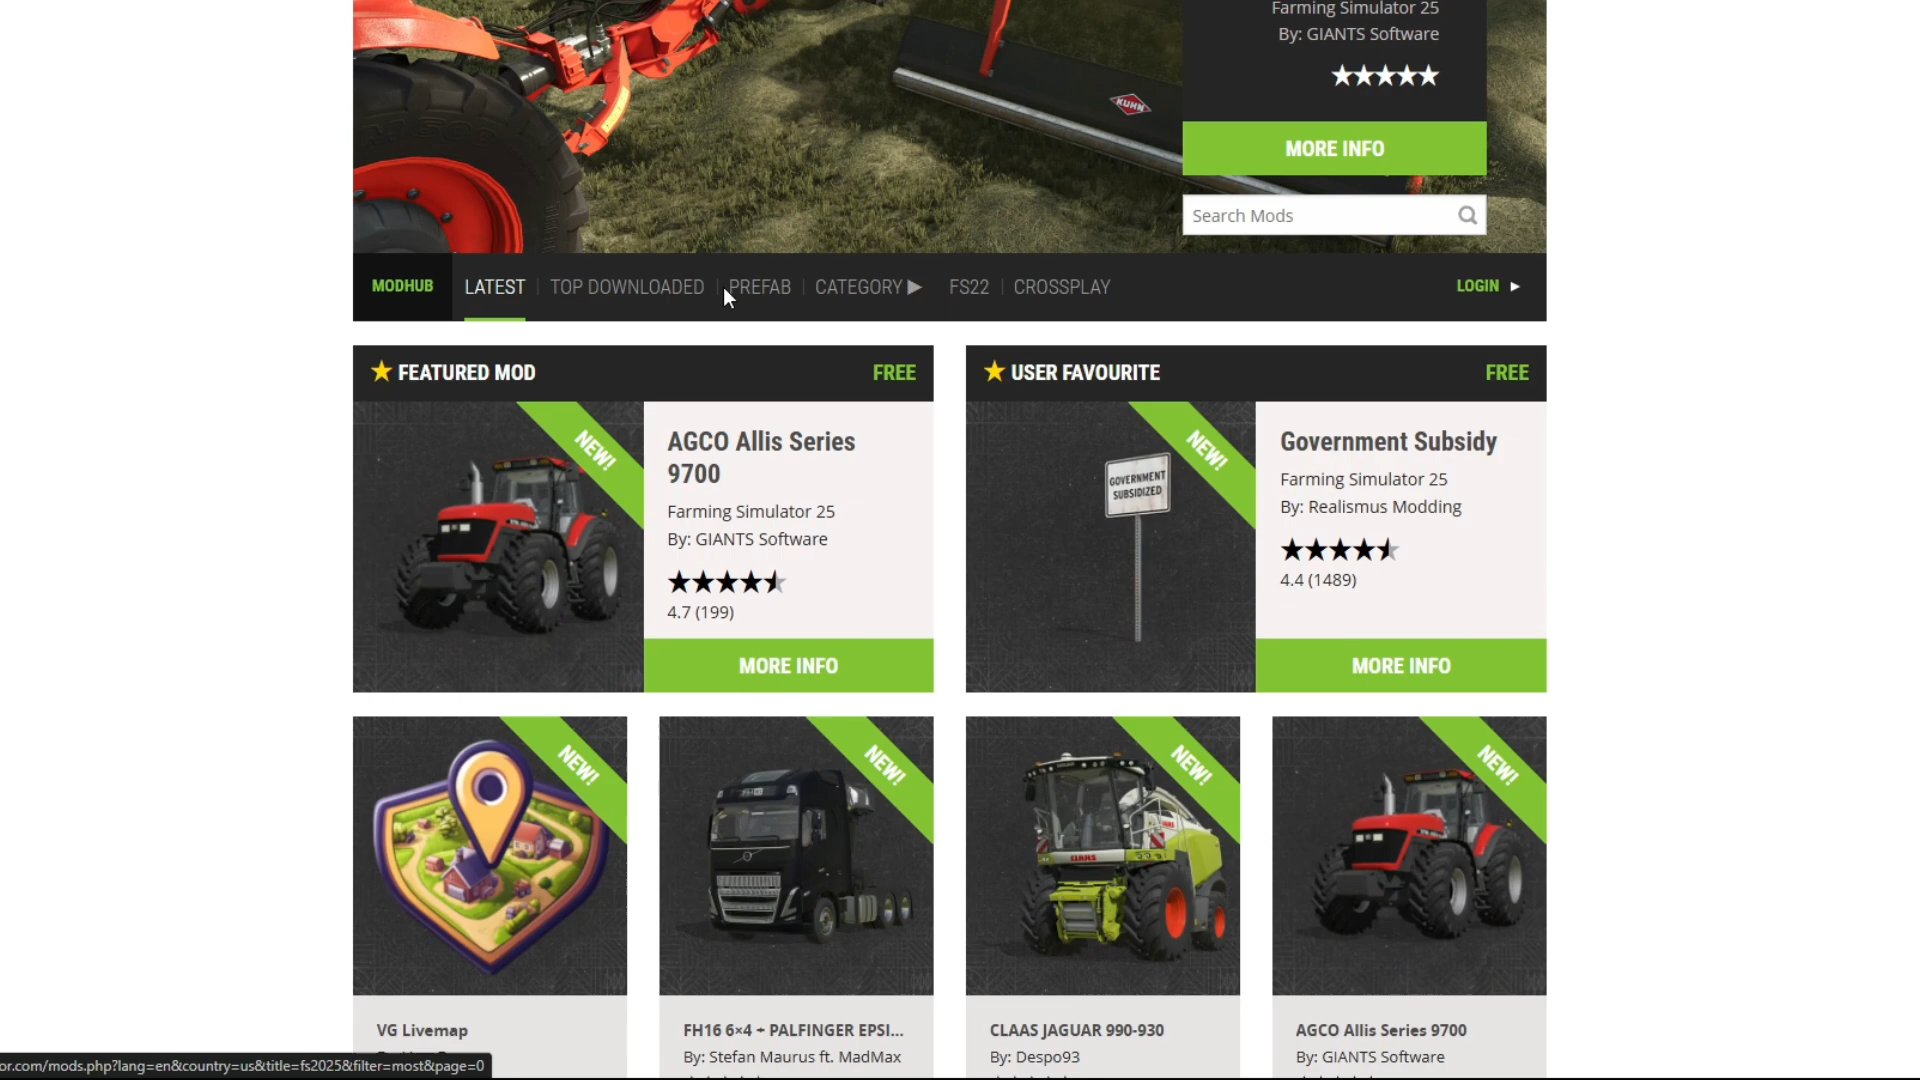 Farming Simulator 25
By: GIANTS Software
KUHN
MORE INFO
Search Mods
MODHUB
LATEST
TOP DOWNLOADED
PREFAB
CATEGORY ▶
FS22
CROSSPLAY
LOGIN ▶
★ FEATURED MOD
FREE
NEW!
AGCO Allis Series
9700
Farming Simulator 25
By: GIANTS Software
4.7 (199)
MORE INFO
★ USER FAVOURITE
FREE
NEW!
GOVERNMENT
SUBSIDIZED
Government Subsidy
Farming Simulator 25
By: Realismus Modding
4.4 (1489)
MORE INFO
NEW!
VG Livemap
NEW!
FH16 6×4 + PALFINGER EPSI...
By: Stefan Maurus ft. MadMax
NEW!
CLAAS
CLAAS JAGUAR 990-930
By: Despo93
NEW!
AGCO Allis Series 9700
By: GIANTS Software
or.com/mods.php?lang=en&country=us&title=fs2025&filter=most&page=0